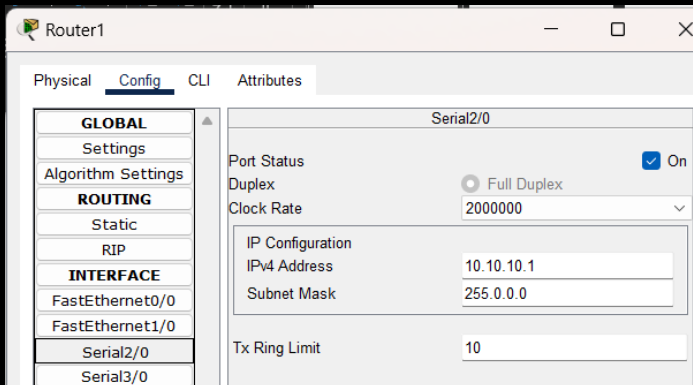 Router1
Physical Config CLI Attributes
GLOBAL
Settings
Algorithm Settings
ROUTING
Static
RIP
INTERFACE
FastEthernet0/0
FastEthernet1/0
Serial2/0
Serial3/0
Serial2/0
Port Status On
Duplex Full Duplex
Clock Rate 2000000
IP Configuration
IPv4 Address 10.10.10.1
Subnet Mask 255.0.0.0
Tx Ring Limit 10